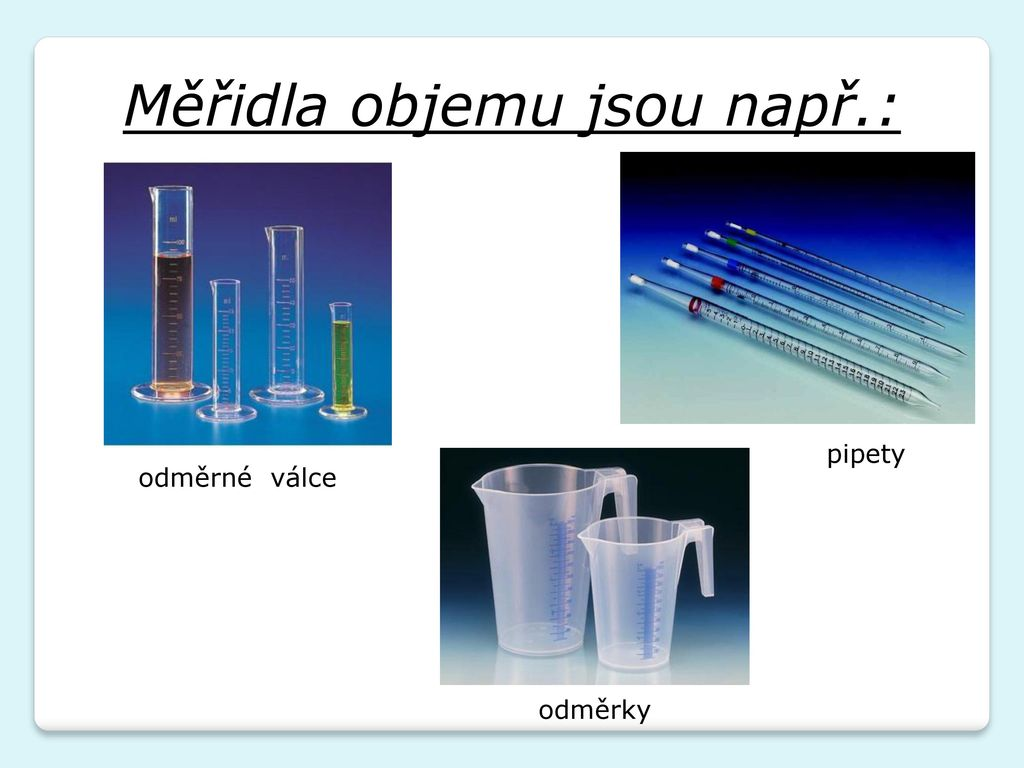 Měřidla objemu jsou např.:
odměrné válce
pipety
odměrky